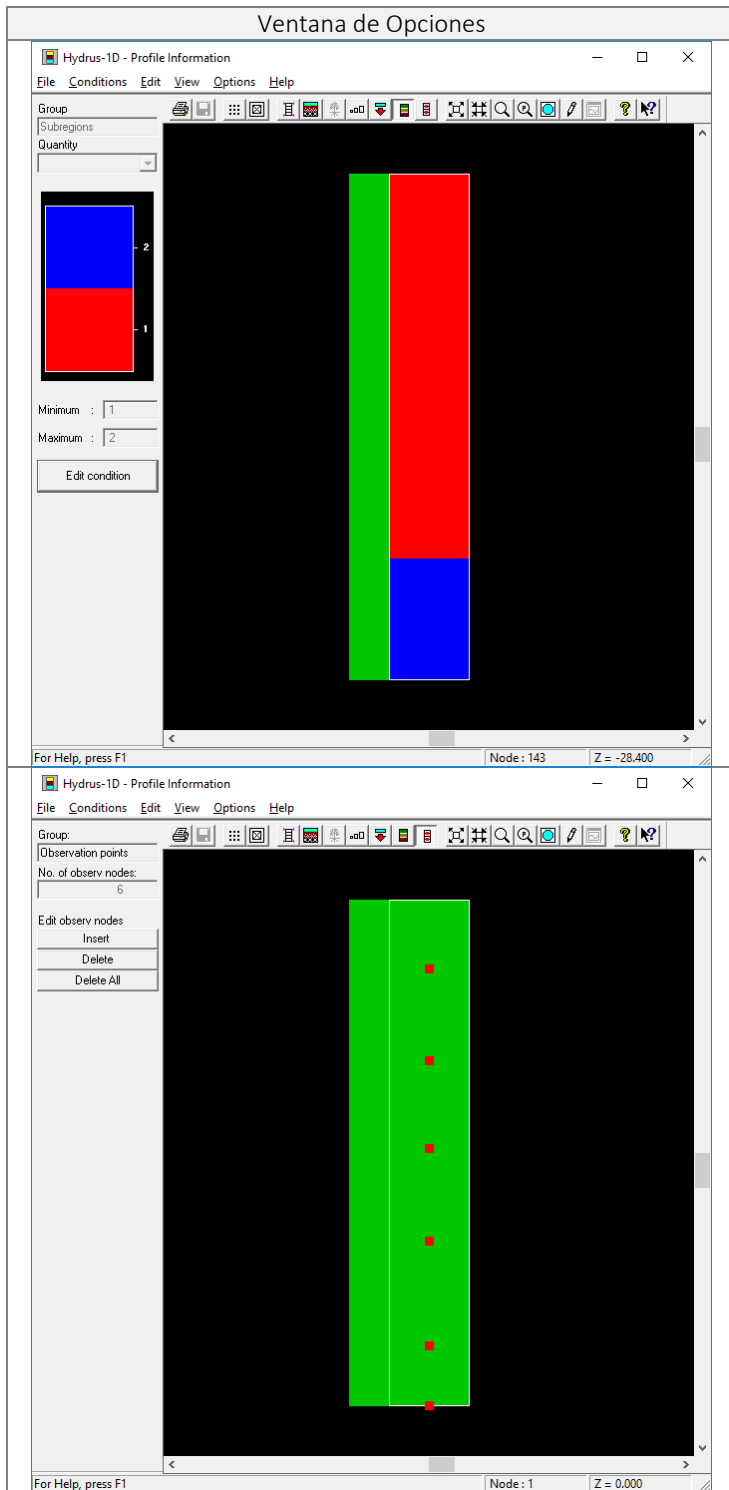 Ventana de Opciones
Hydrus-1D - Profile Information
File Conditions Edit View Options Help
Group
Subregions
Quantity
2
1
Minimum : 1
Maximum : 2
Edit condition
For Help, press F1 Node : 143 Z = -28.400
Hydrus-1D - Profile Information
File Conditions Edit View Options Help
Group:
Observation points
No. of observ nodes:
6
Edit observ nodes
Insert
Delete
Delete All
For Help, press F1 Node : 1 Z = 0.000